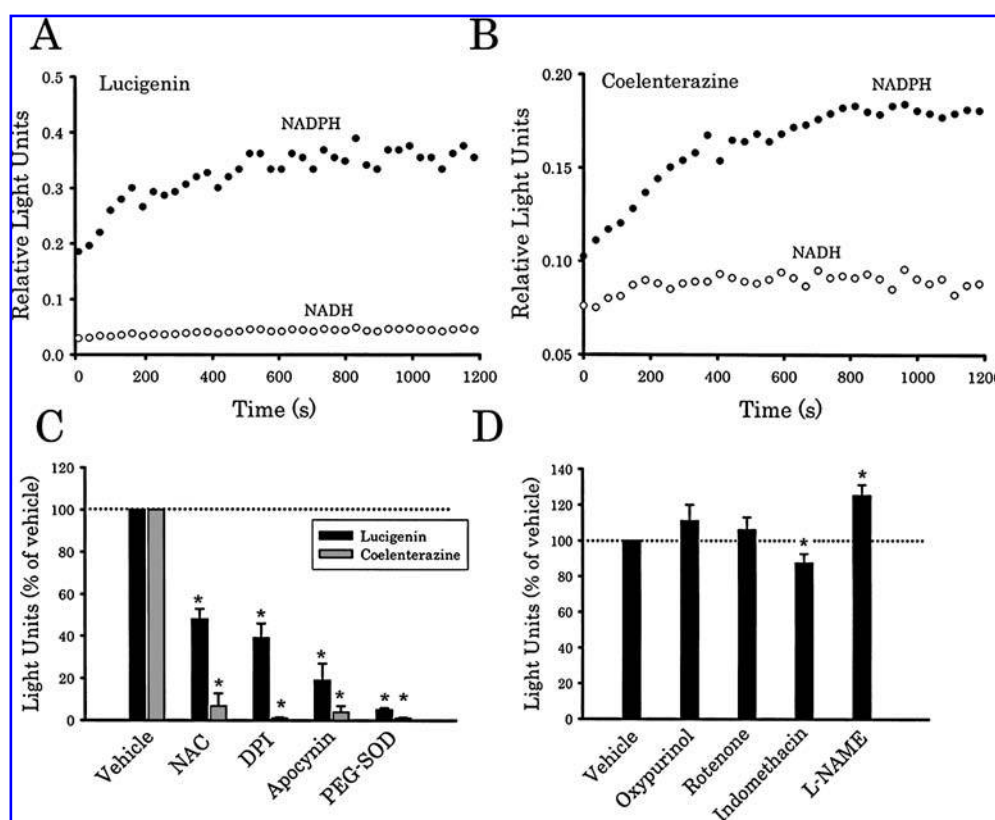 A
Lucigenin
Relative Light Units
0.5
0.4
0.3
0.2
0.1
0.0
NADPH
NADH
0 200 400 600 800 1000 1200
Time (s)
B
Coelenterazine
Relative Light Units
0.20
0.15
0.10
0.05
NADPH
NADH
0 200 400 600 800 1000 1200
Time (s)
C
Light Units (% of vehicle)
120
100
80
60
40
20
0
Lucigenin
Coelenterazine
* * * * * * * *
Vehicle
NAC
DPI
Apocynin
PEG-SOD
D
Light Units (% of vehicle)
140
120
100
80
60
40
20
0
* *
Vehicle
Oxypurinol
Rotenone
Indomethacin
L-NAME